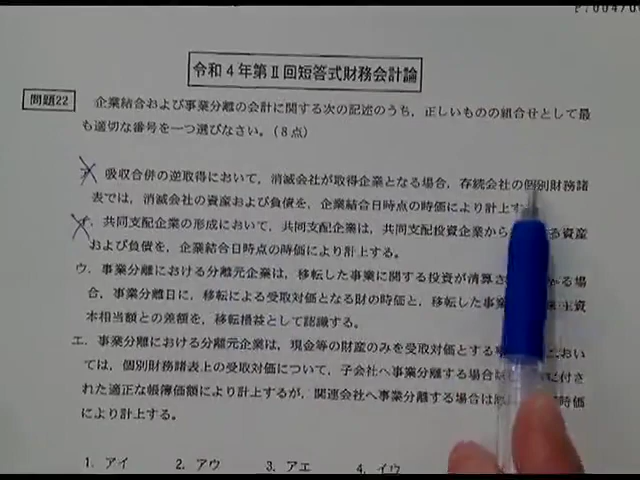 令和4年第Ⅱ回短答式財務会計論
問題22 企業結合および事業分離の会計に関する次の記述のうち,正しいものの組合せとして最
も適切な番号を一つ選びなさい。(8点)
吸収合併の逆取得において,消滅会社が取得企業となる場合,存続会社の個別財務諸
表では,消滅会社の資産および負債を,企業結合日時点の時価により計上す
共同支配企業の形成において,共同支配企業は,共同支配投資企業から る資産
および負債を,企業結合日時点の時価により計上する。
ウ.事業分離における分離元企業は,移転した事業に関する投資が清算さ る場
合,事業分離日に,移転による受取対価となる財の時価と,移転した事業 主資
本相当額との差額を,移転損益として認識する。
エ.事業分離における分離元企業は,現金等の財産のみを受取対価とする事 におい
ては,個別財務諸表上の受取対価について,子会社へ事業分離する場合 に付さ
れた適正な帳簿価額により計上するが,関連会社へ事業分離する場合は 時価
により計上する。
1. アイ 2. アウ 3. アエ 4. イウ